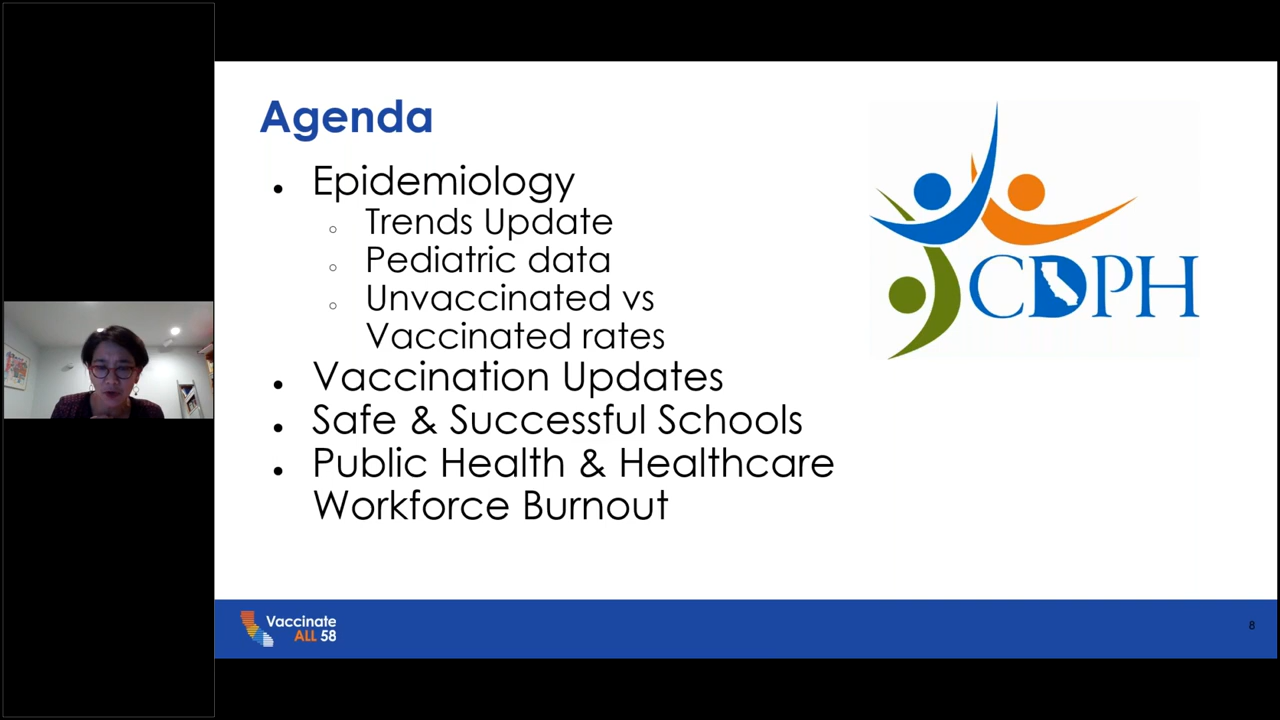 Agenda
• Epidemiology
○ Trends Update
○ Pediatric data
○ Unvaccinated vs
Vaccinated rates
• Vaccination Updates
• Safe & Successful Schools
• Public Health & Healthcare
Workforce Burnout
CDPH
Vaccinate
ALL 58
8